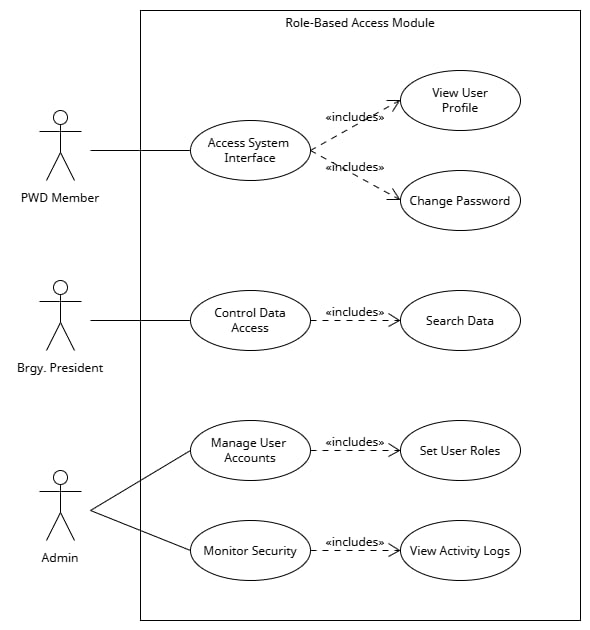 Role-Based Access Module
View User
Profile
«includes»
Access System
Interface
«includes»
Change Password
PWD Member
Control Data
Access
«includes»
Search Data
Brgy. President
Manage User
Accounts
«includes»
Set User Roles
Monitor Security
«includes»
View Activity Logs
Admin